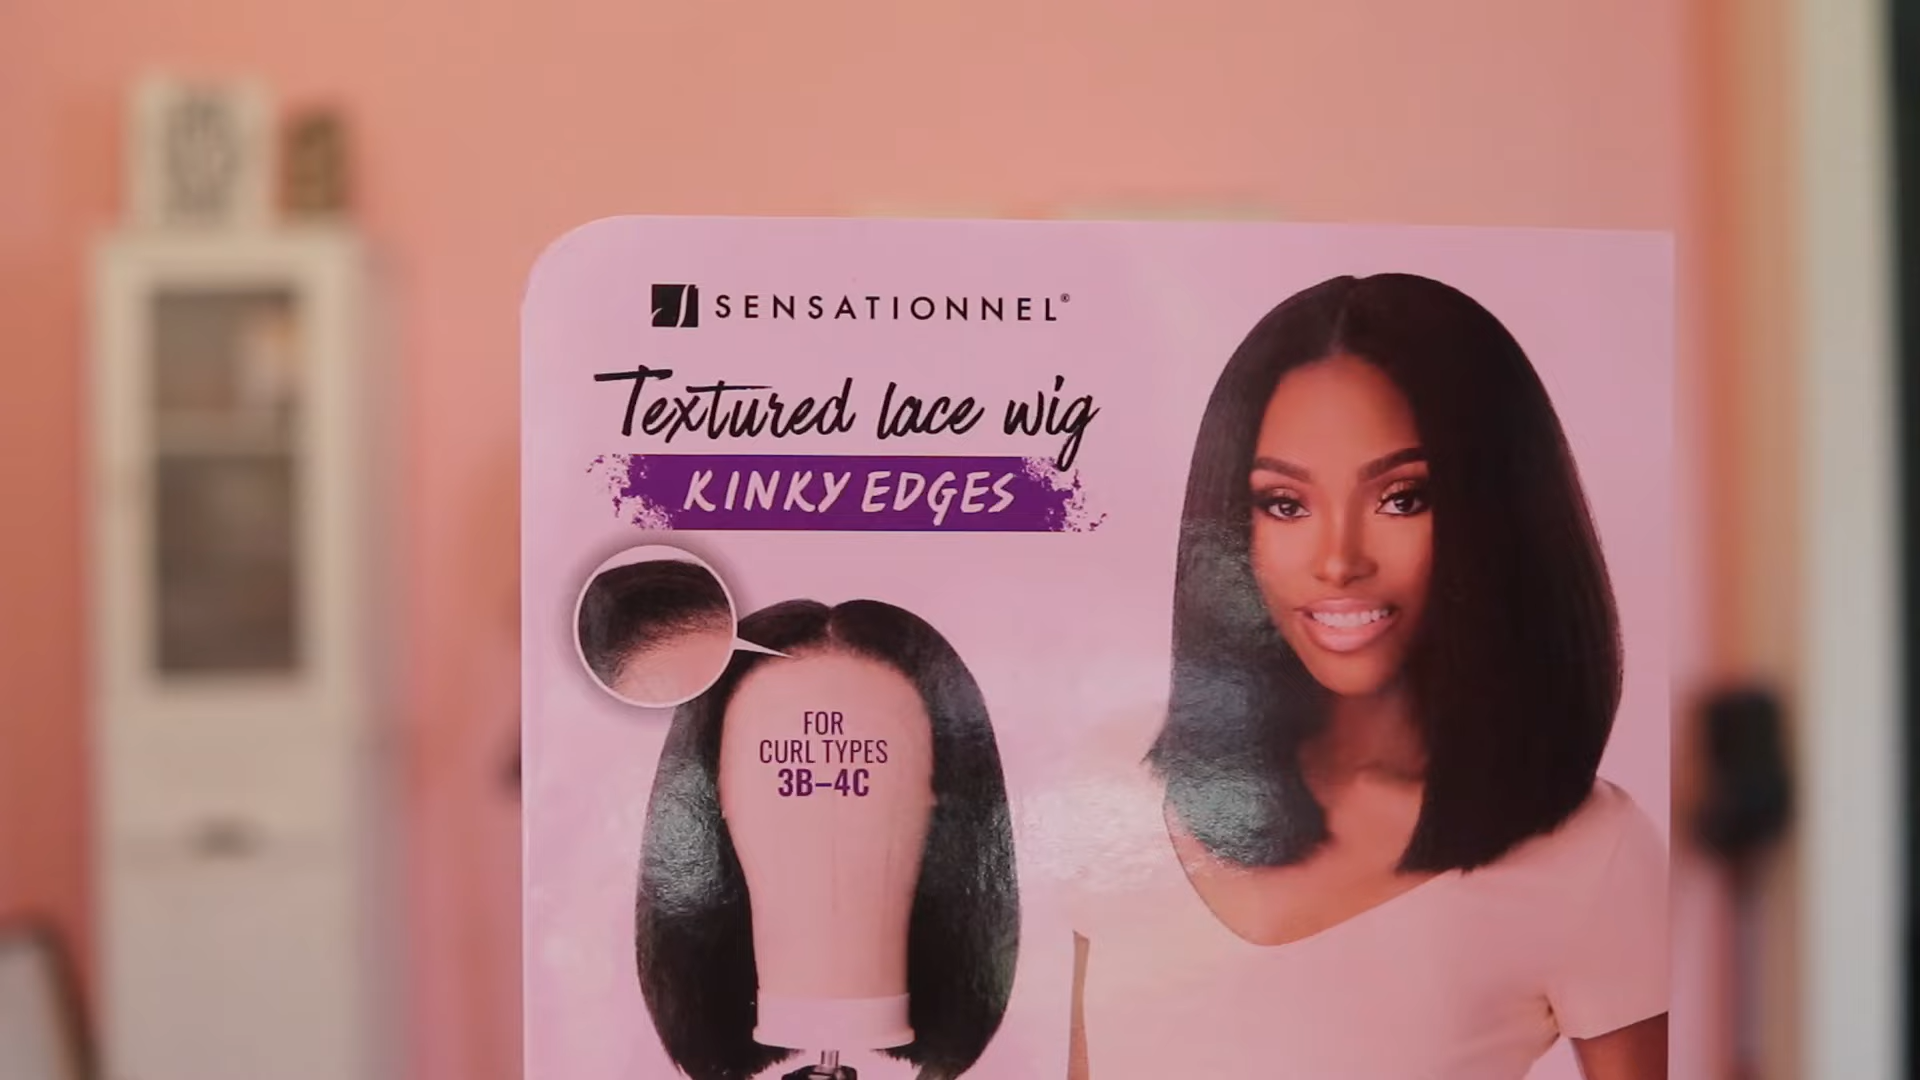 SENSATIONNEL®
Textured lace wig
KINKY EDGES
FOR
CURL TYPES
3B–4C